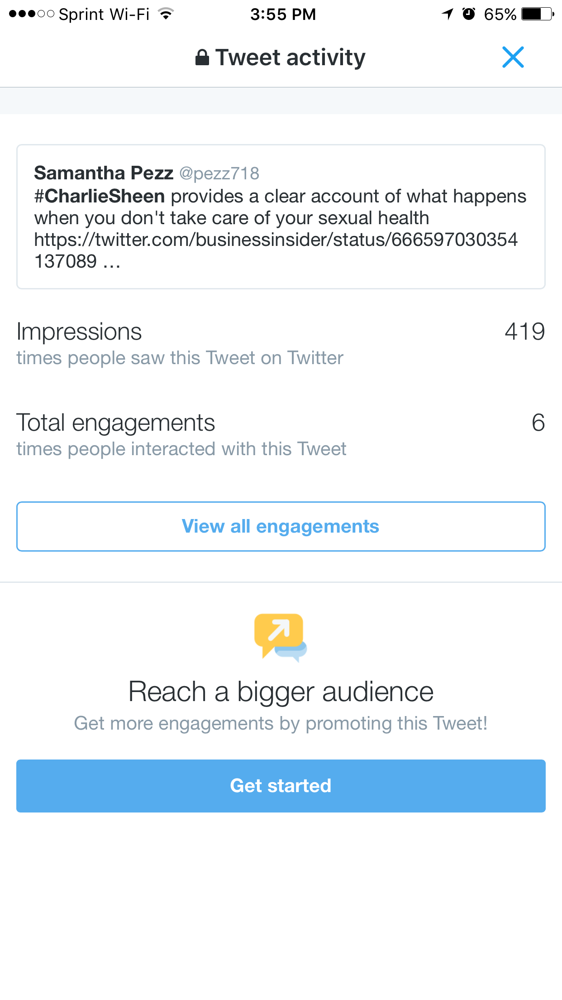 Sprint Wi-Fi 3:55 PM 65%
Tweet activity
Samantha Pezz @pezz718
#CharlieSheen provides a clear account of what happens
when you don't take care of your sexual health
https://twitter.com/businessinsider/status/666597030354
137089 …
Impressions 419
times people saw this Tweet on Twitter
Total engagements 6
times people interacted with this Tweet
View all engagements
Reach a bigger audience
Get more engagements by promoting this Tweet!
Get started